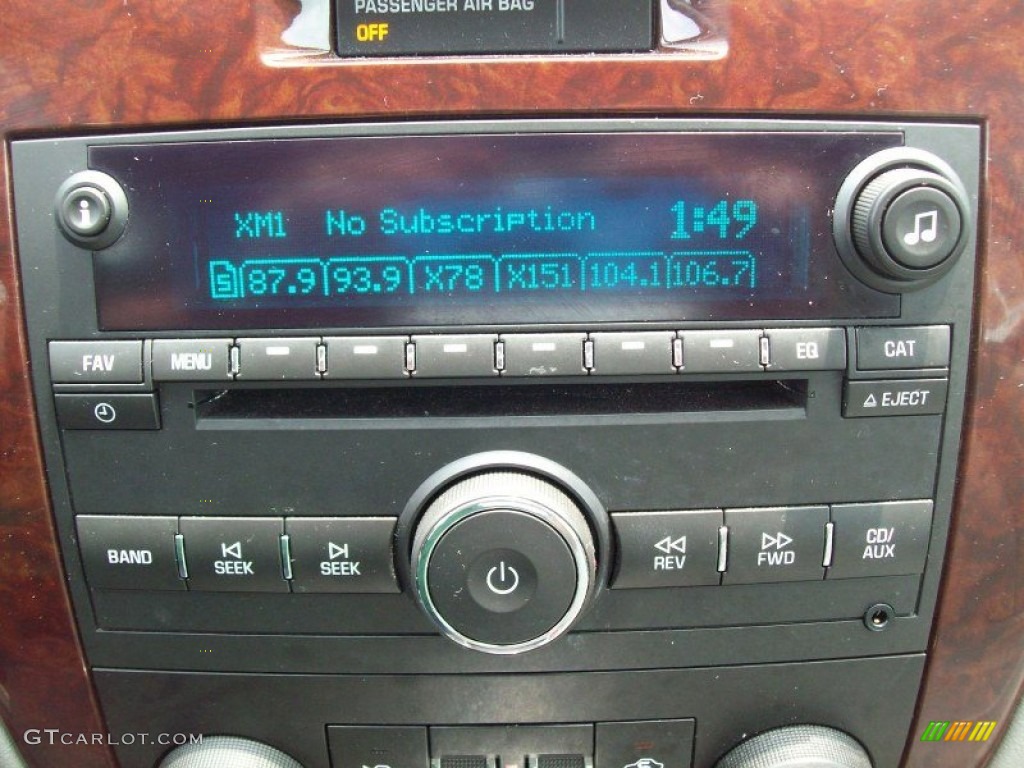 PASSENGER AIR BAG
OFF
XM1 No Subscription 1:49
5 87.9 93.9 X78 X151 104.1 106.7
FAV MENU EQ CAT
EJECT
BAND SEEK SEEK REV FWD CD/
AUX
GTCARLOT.COM